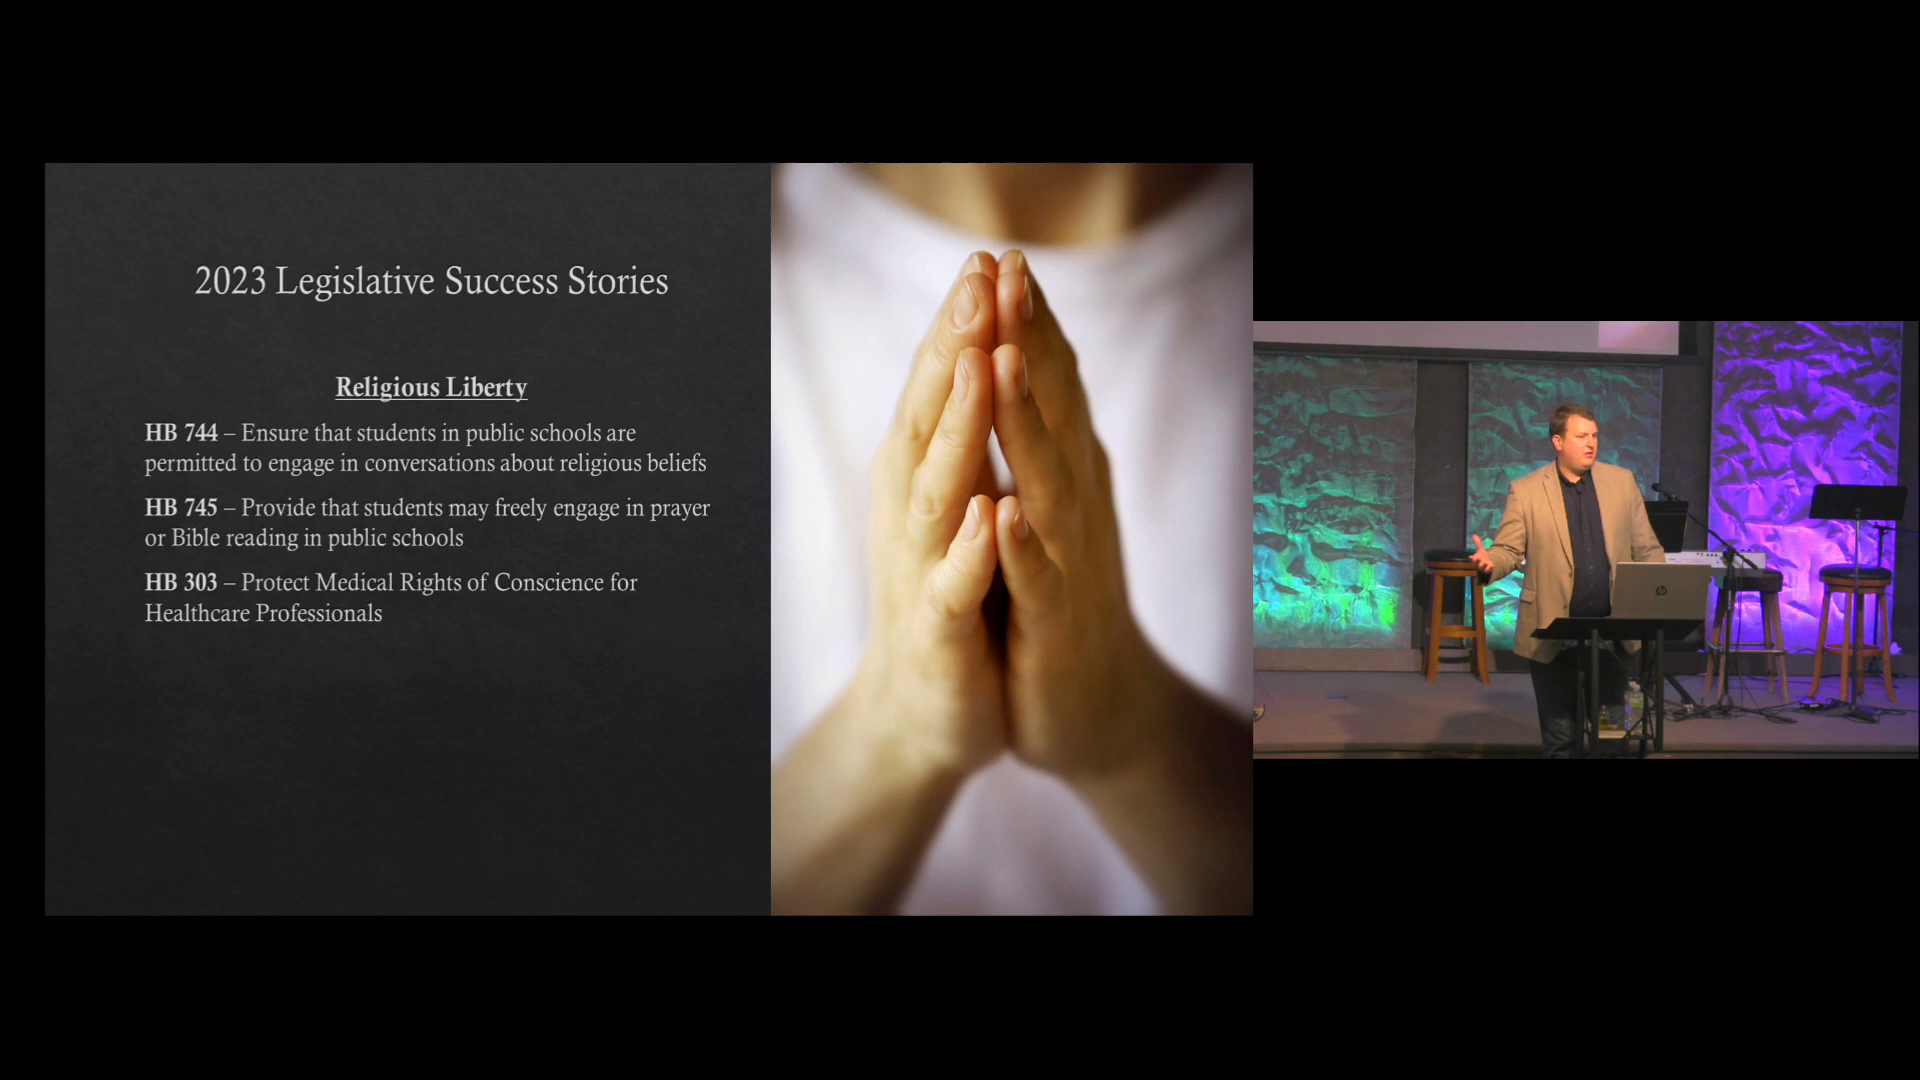 2023 Legislative Success Stories
Religious Liberty
HB 744 – Ensure that students in public schools are
permitted to engage in conversations about religious beliefs
HB 745 – Provide that students may freely engage in prayer
or Bible reading in public schools
HB 303 – Protect Medical Rights of Conscience for
Healthcare Professionals
hp